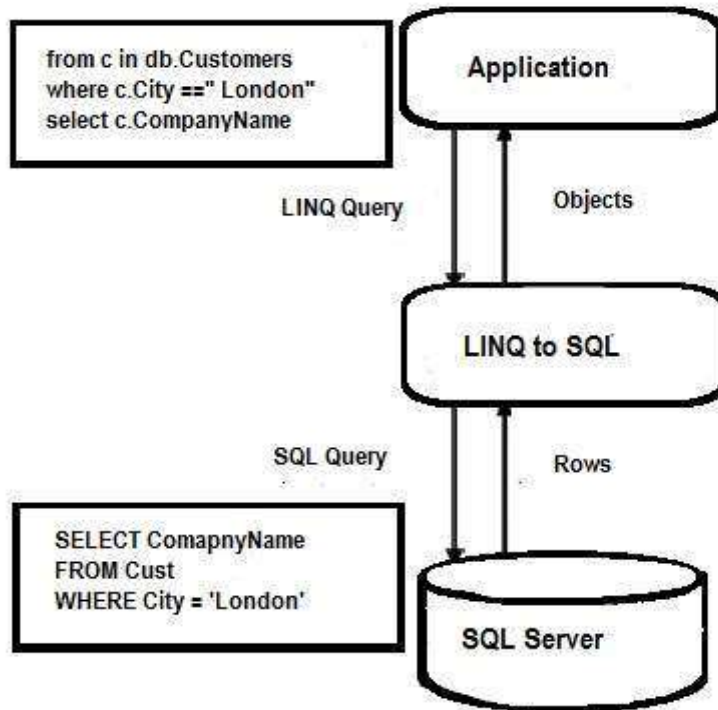 from c in db.Customers
where c.City ==" London"
select c.CompanyName
Application
LINQ Query
Objects
LINQ to SQL
SQL Query
Rows
SELECT ComapnyName
FROM Cust
WHERE City = 'London'
SQL Server